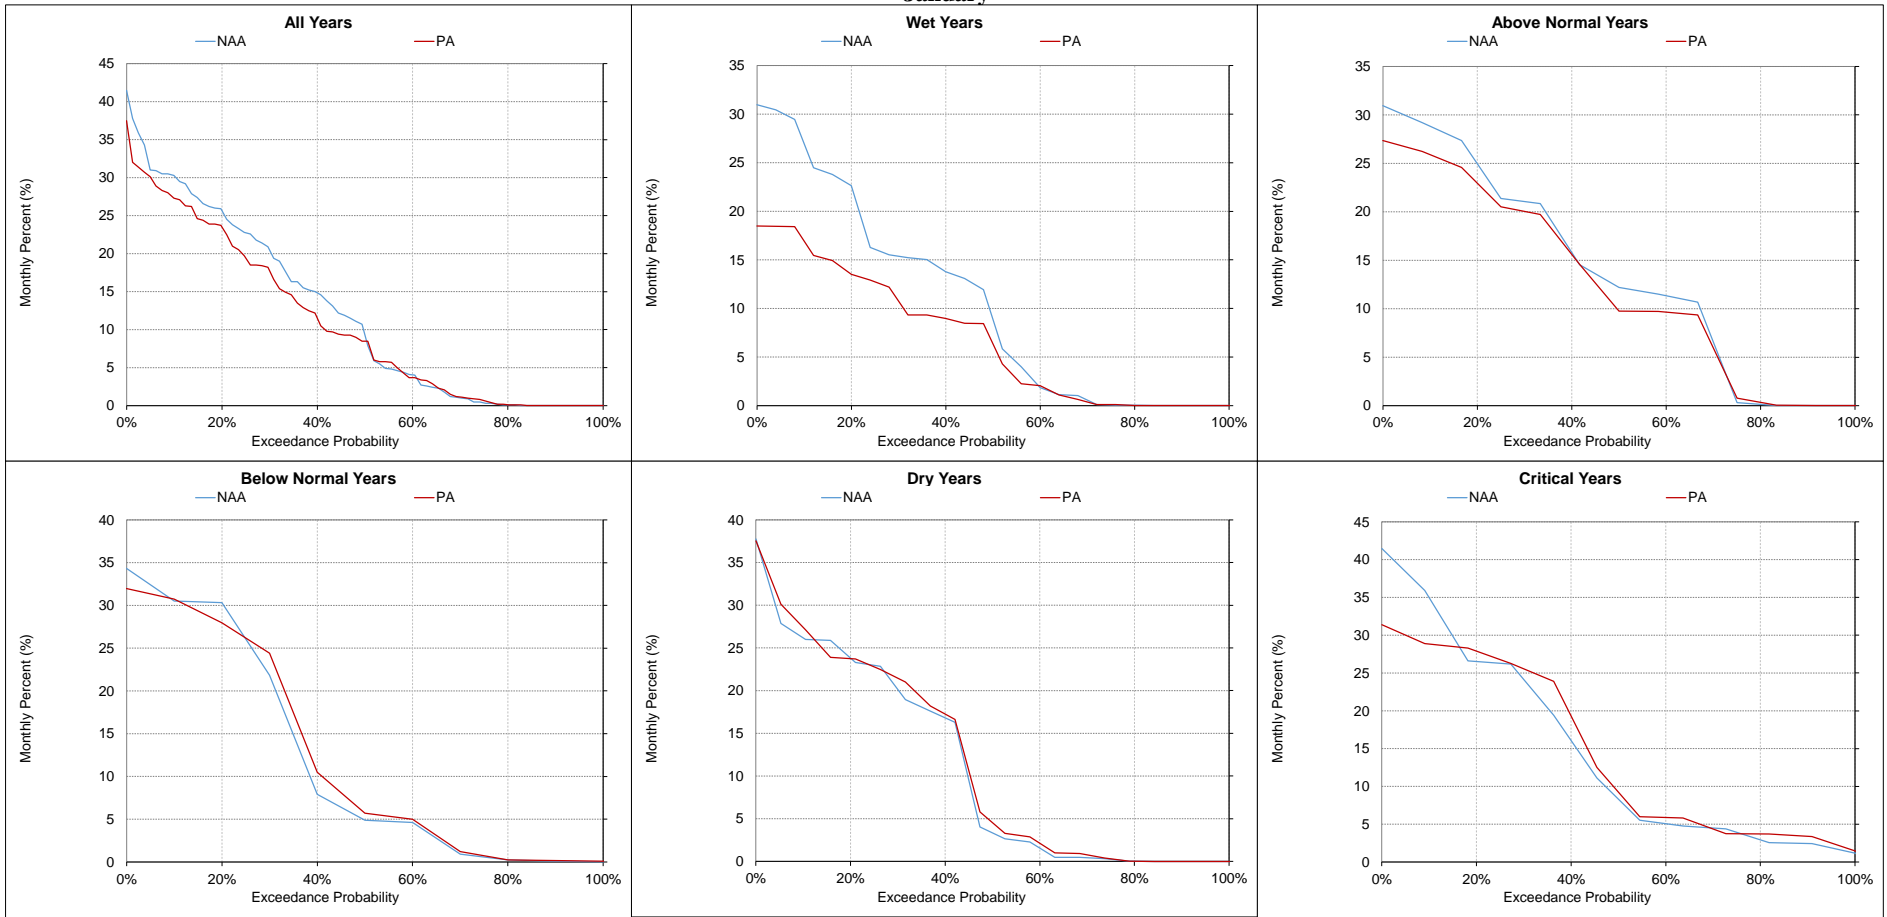 All Years
NAA PA
45
40
35
30
25
20
15
10
5
0
0% 20% 40% 60% 80% 100%
Monthly Percent (%)
Exceedance Probability
Wet Years
NAA PA
35
30
25
20
15
10
5
0
0% 20% 40% 60% 80% 100%
Monthly Percent (%)
Exceedance Probability
Above Normal Years
NAA PA
35
30
25
20
15
10
5
0
0% 20% 40% 60% 80% 100%
Monthly Percent (%)
Exceedance Probability
Below Normal Years
NAA PA
40
35
30
25
20
15
10
5
0
0% 20% 40% 60% 80% 100%
Monthly Percent (%)
Exceedance Probability
Dry Years
NAA PA
40
35
30
25
20
15
10
5
0
0% 20% 40% 60% 80% 100%
Monthly Percent (%)
Exceedance Probability
Critical Years
NAA PA
45
40
35
30
25
20
15
10
5
0
0% 20% 40% 60% 80% 100%
Monthly Percent (%)
Exceedance Probability